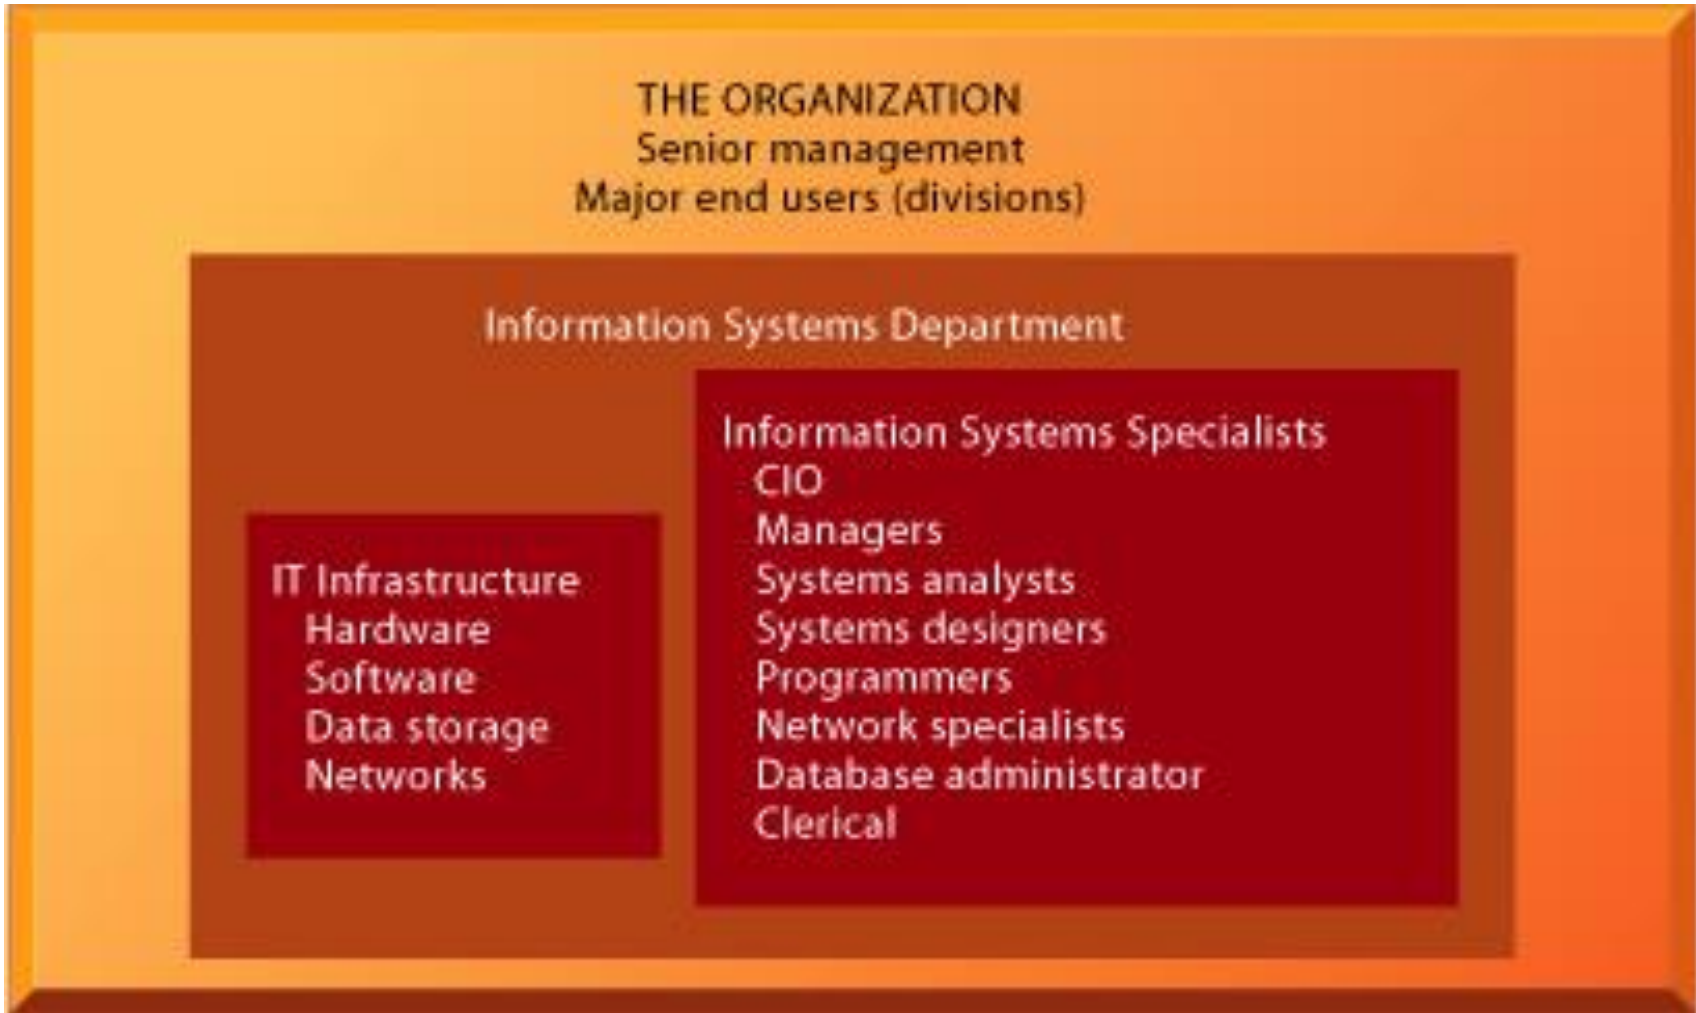 THE ORGANIZATION
Senior management
Major end users (divisions)
Information Systems Department
IT Infrastructure
Hardware
Software
Data storage
Networks
Information Systems Specialists
CIO
Managers
Systems analysts
Systems designers
Programmers
Network specialists
Database administrator
Clerical